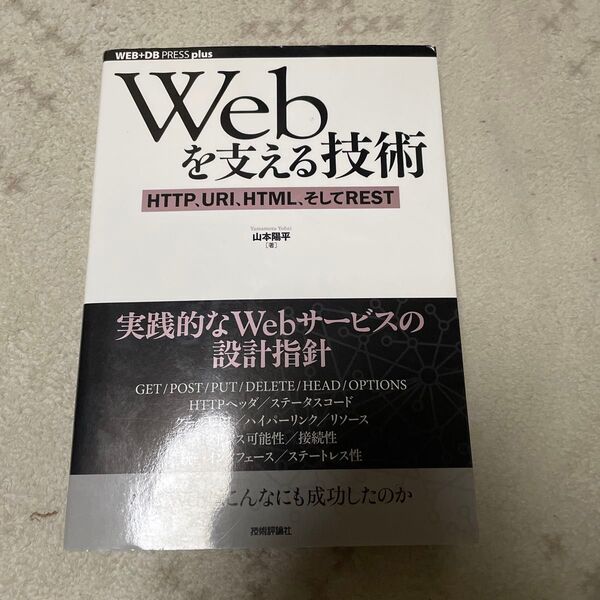 WEB+DB PRESS plus
Webを支える技術
HTTP、URI、HTML、そしてREST
Yamamoto Yohei
山本陽平
[著]
実践的なWebサービスの
設計指針
GET/POST/PUT/DELETE/HEAD/OPTIONS
HTTPヘッダ/ステータスコード
/ハイパーリンク/リソース
ス可能性/接続性
フェース/ステートレス性
こんなにも成功したのか
技術評論社